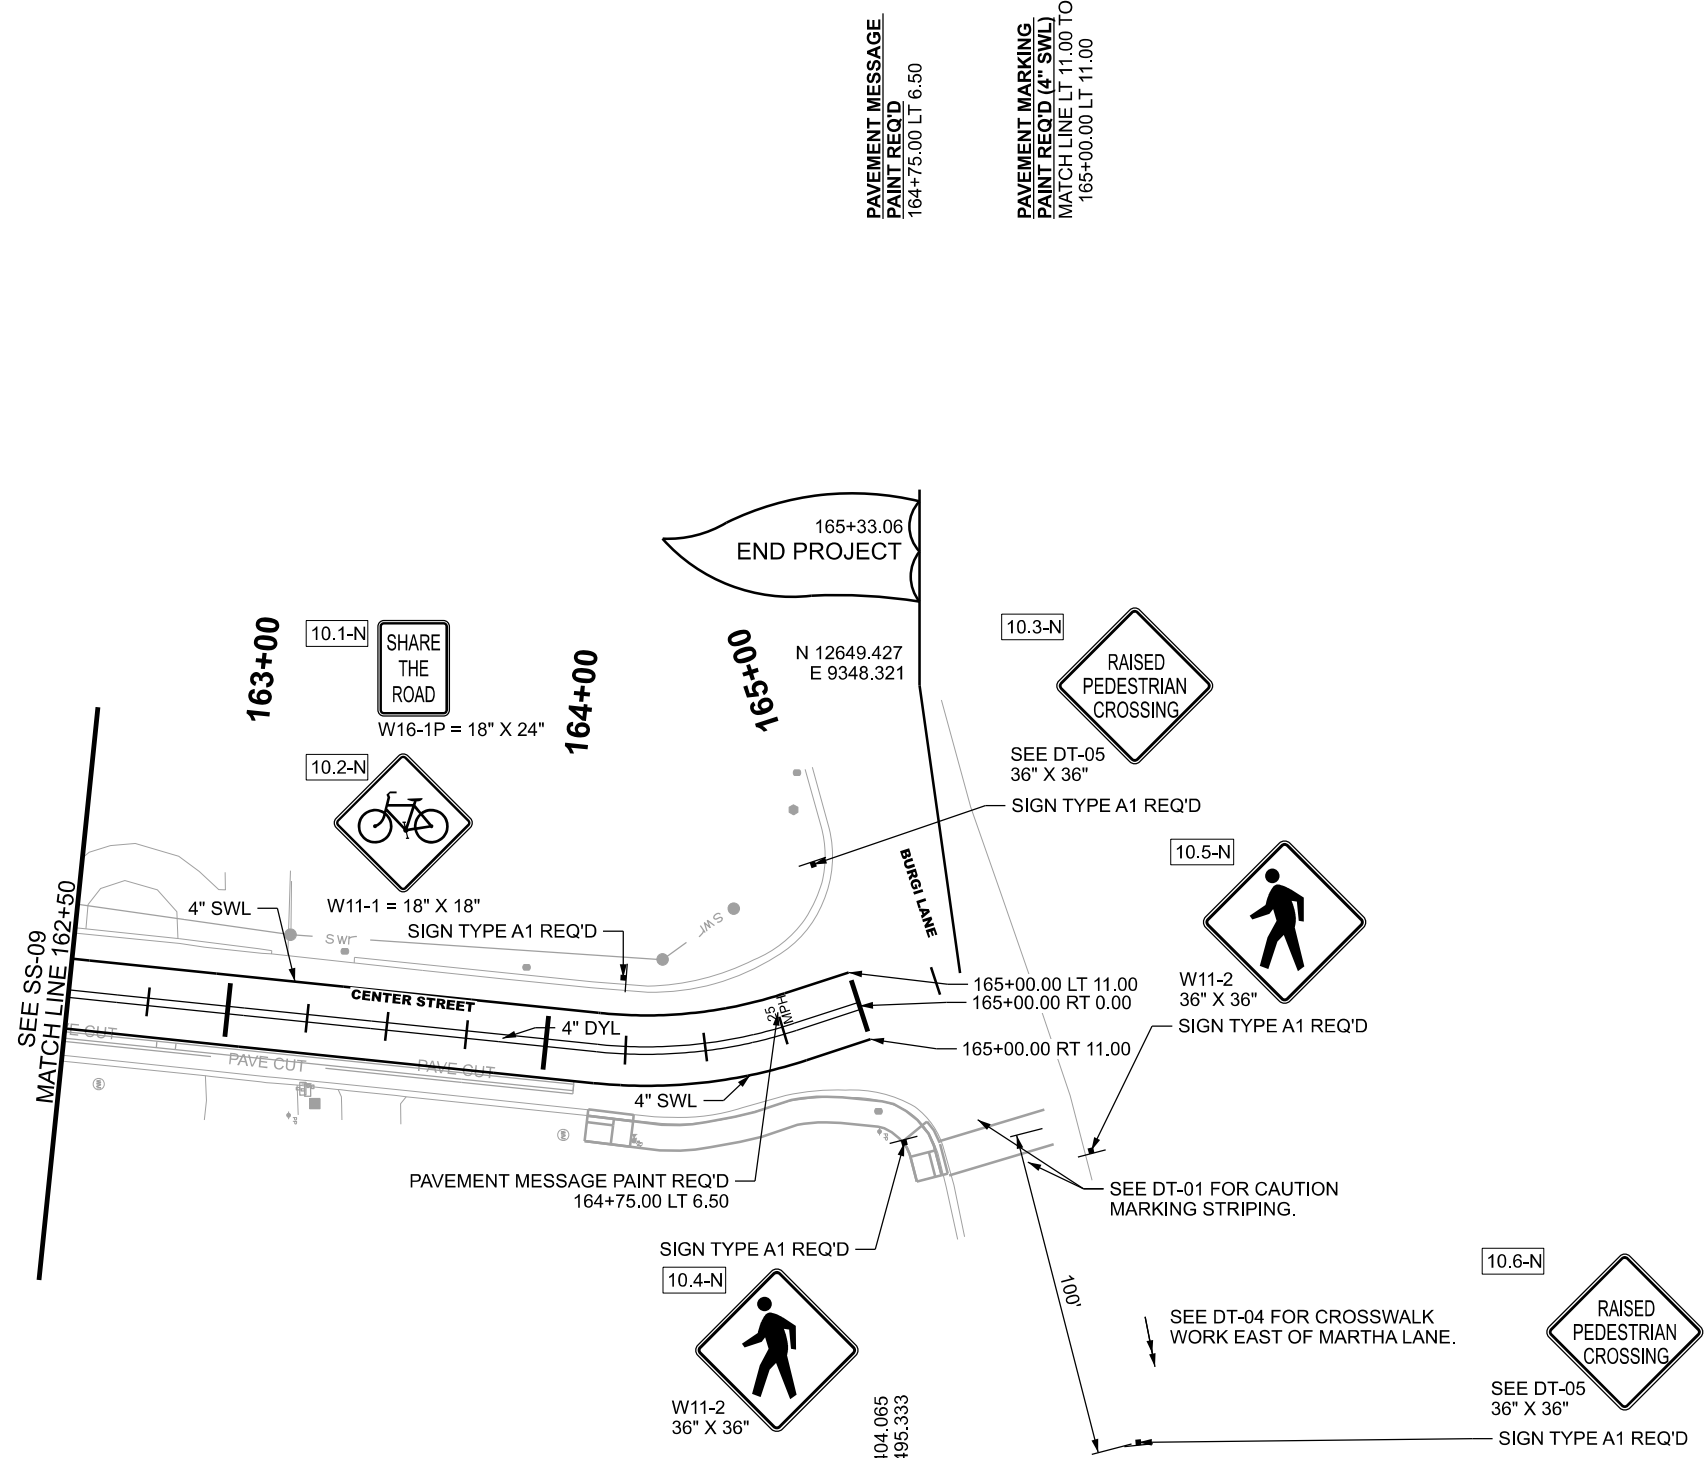 PAVEMENT MESSAGE
PAINT REQ'D
164+75.00 LT 6.50
PAVEMENT MARKING
PAINT REQ'D (4" SWL)
MATCH LINE LT 11.00 TO
165+00.00 LT 11.00
165+33.06
END PROJECT
N 12649.427
E 9348.321
163+00
164+00
165+00
10.1-N
SHARE
THE
ROAD
W16-1P = 18" X 24"
10.2-N
W11-1 = 18" X 18"
10.3-N
RAISED
PEDESTRIAN
CROSSING
SEE DT-05
36" X 36"
SIGN TYPE A1 REQ'D
10.5-N
W11-2
36" X 36"
SIGN TYPE A1 REQ'D
BURGI LANE
4" SWL
SIGN TYPE A1 REQ'D
SWr
SWr
SEE SS-09
MATCH LINE 162+50
CENTER STREET
4" DYL
25
MPH
165+00.00 LT 11.00
165+00.00 RT 0.00
165+00.00 RT 11.00
E CUT
PAVE CUT
PAVE CUT
4" SWL
PP
PP
PAVEMENT MESSAGE PAINT REQ'D
164+75.00 LT 6.50
SEE DT-01 FOR CAUTION
MARKING STRIPING.
SIGN TYPE A1 REQ'D
10.4-N
W11-2
36" X 36"
404.065
495.333
100'
SEE DT-04 FOR CROSSWALK
WORK EAST OF MARTHA LANE.
10.6-N
RAISED
PEDESTRIAN
CROSSING
SEE DT-05
36" X 36"
SIGN TYPE A1 REQ'D